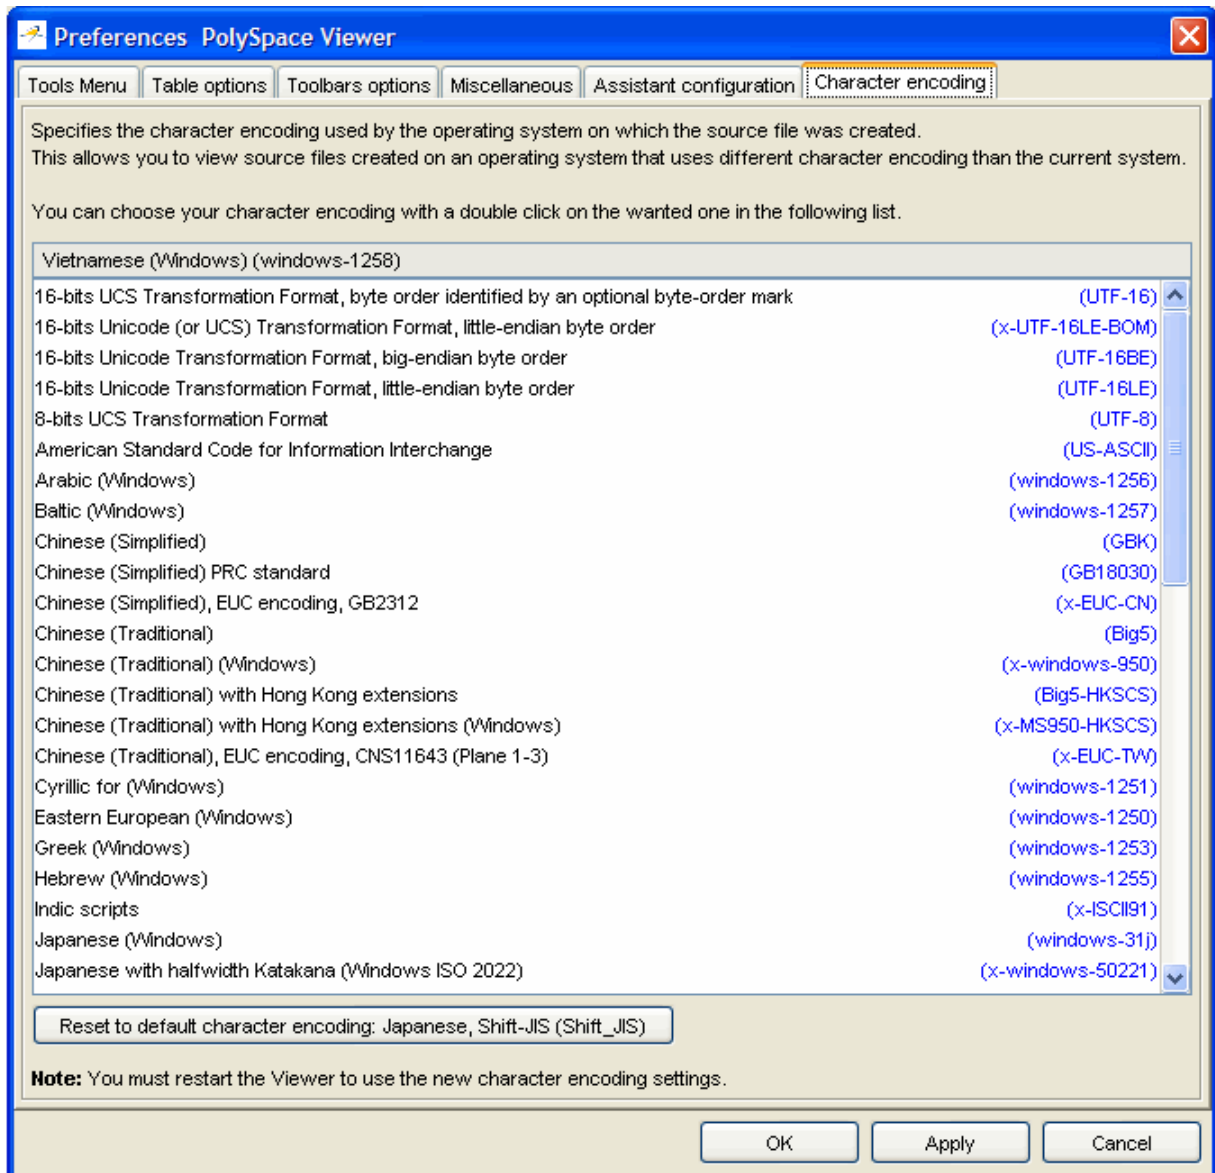 Preferences PolySpace Viewer
Tools Menu Table options Toolbars options Miscellaneous Assistant configuration Character encoding
Specifies the character encoding used by the operating system on which the source file was created.
This allows you to view source files created on an operating system that uses different character encoding than the current system.
You can choose your character encoding with a double click on the wanted one in the following list.
Vietnamese (Windows) (windows-1258)
16-bits UCS Transformation Format, byte order identified by an optional byte-order mark (UTF-16)
16-bits Unicode (or UCS) Transformation Format, little-endian byte order (x-UTF-16LE-BOM)
16-bits Unicode Transformation Format, big-endian byte order (UTF-16BE)
16-bits Unicode Transformation Format, little-endian byte order (UTF-16LE)
8-bits UCS Transformation Format (UTF-8)
American Standard Code for Information Interchange (US-ASCII)
Arabic (Windows) (windows-1256)
Baltic (Windows) (windows-1257)
Chinese (Simplified) (GBK)
Chinese (Simplified) PRC standard (GB18030)
Chinese (Simplified), EUC encoding, GB2312 (x-EUC-CN)
Chinese (Traditional) (Big5)
Chinese (Traditional) (Windows) (x-windows-950)
Chinese (Traditional) with Hong Kong extensions (Big5-HKSCS)
Chinese (Traditional) with Hong Kong extensions (Windows) (x-MS950-HKSCS)
Chinese (Traditional), EUC encoding, CNS11643 (Plane 1-3) (x-EUC-TW)
Cyrillic for (Windows) (windows-1251)
Eastern European (Windows) (windows-1250)
Greek (Windows) (windows-1253)
Hebrew (Windows) (windows-1255)
Indic scripts (x-ISCII91)
Japanese (Windows) (windows-31j)
Japanese with halfwidth Katakana (Windows ISO 2022) (x-windows-50221)
Reset to default character encoding: Japanese, Shift-JIS (Shift_JIS)
Note: You must restart the Viewer to use the new character encoding settings.
OK Apply Cancel